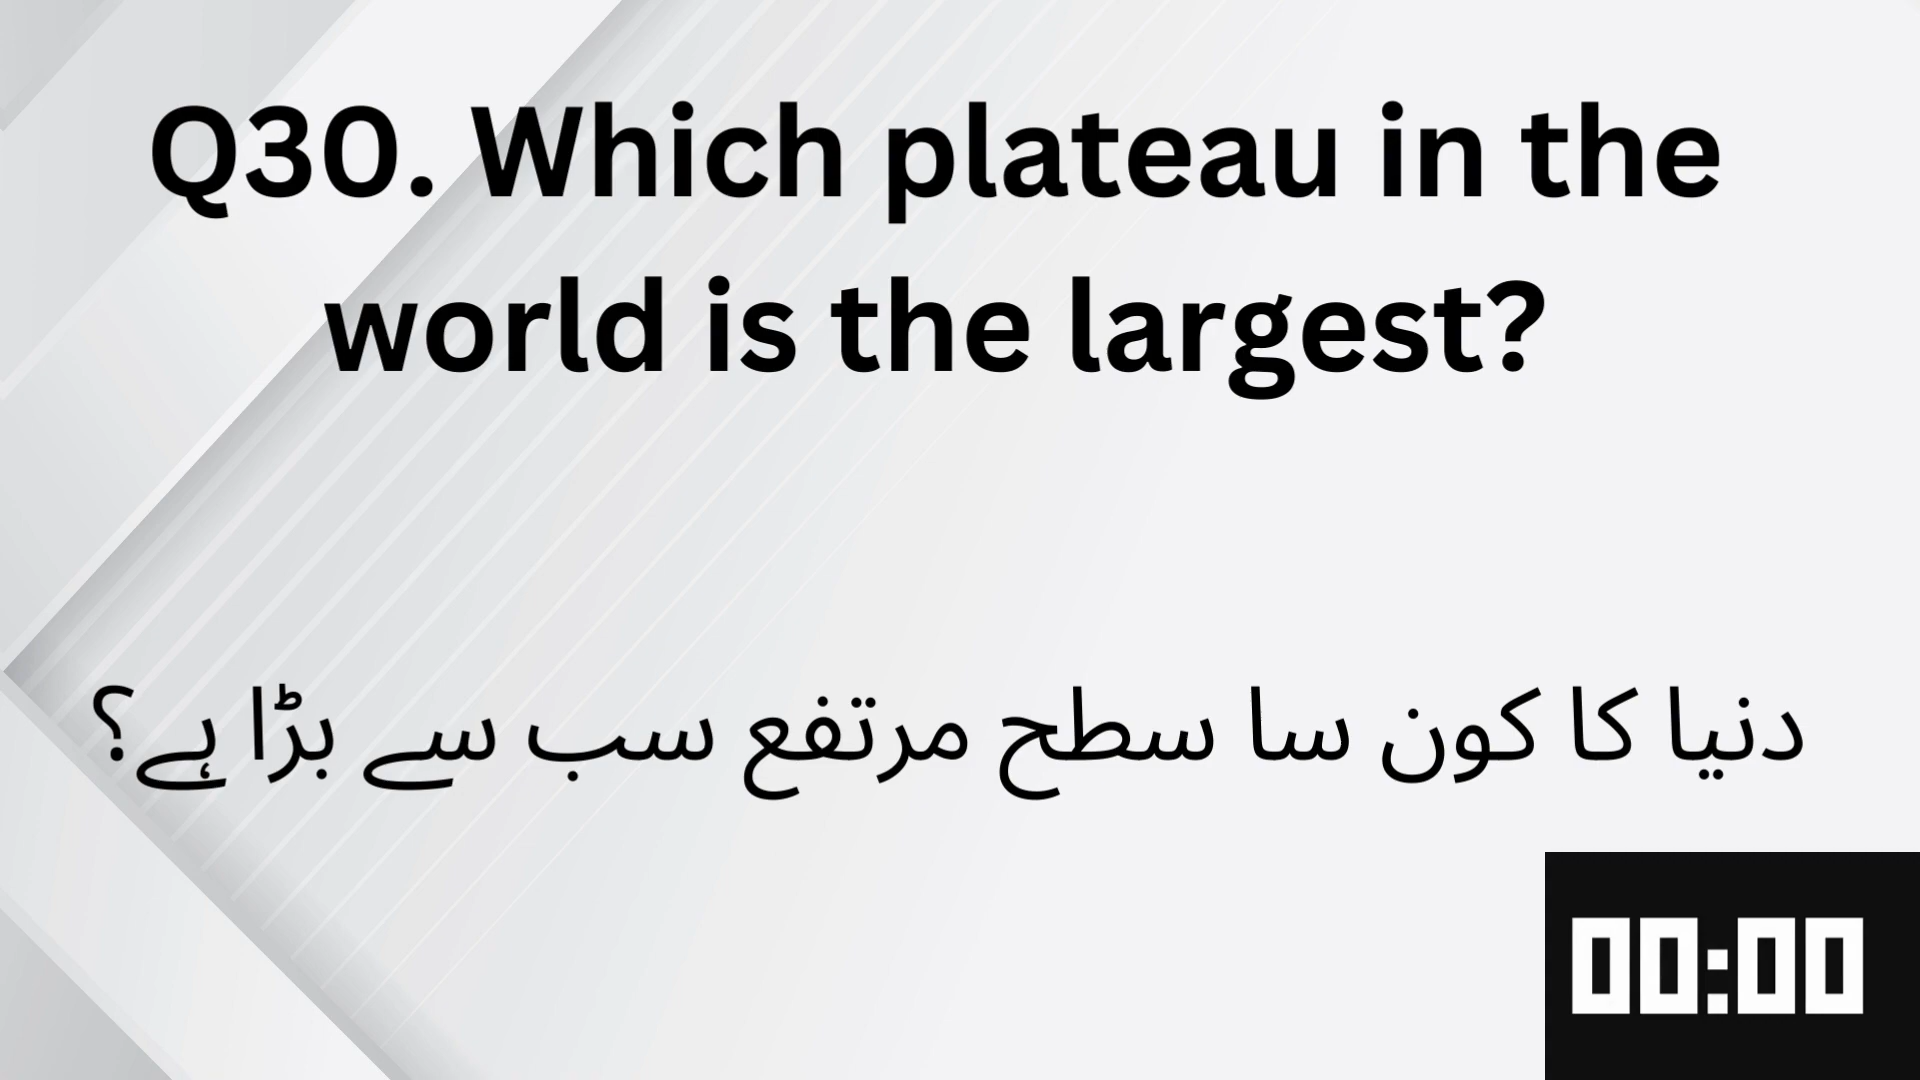 Q30. Which plateau in the
world is the largest?
دنیا کا کون سا سطح مرتفع سب سے بڑا ہے؟
00:00